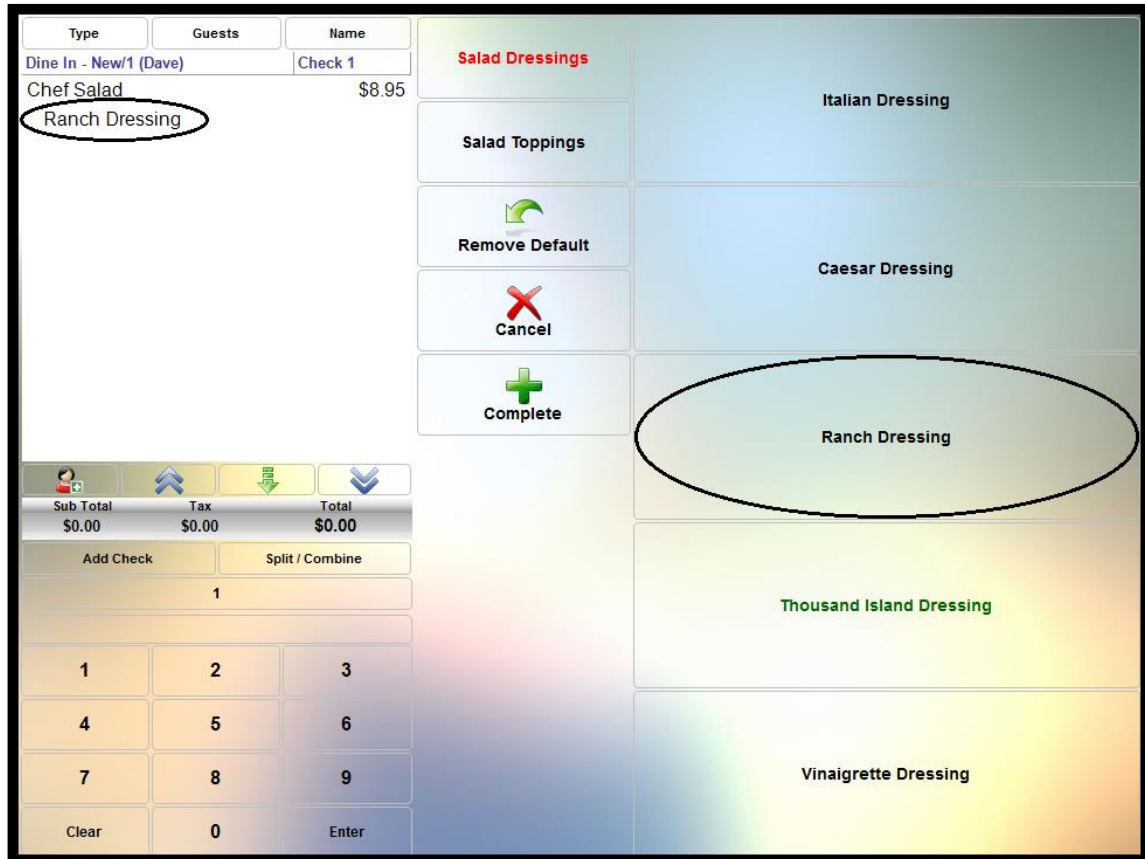 Type Guests Name
Dine In - New/1 (Dave) Check 1
Chef Salad $8.95
Ranch Dressing
Sub Total Tax Total
$0.00 $0.00 $0.00
Add Check Split / Combine
1
1 2 3
4 5 6
7 8 9
Clear 0 Enter
Salad Dressings
Salad Toppings
Remove Default
Cancel
Complete
Italian Dressing
Caesar Dressing
Ranch Dressing
Thousand Island Dressing
Vinaigrette Dressing